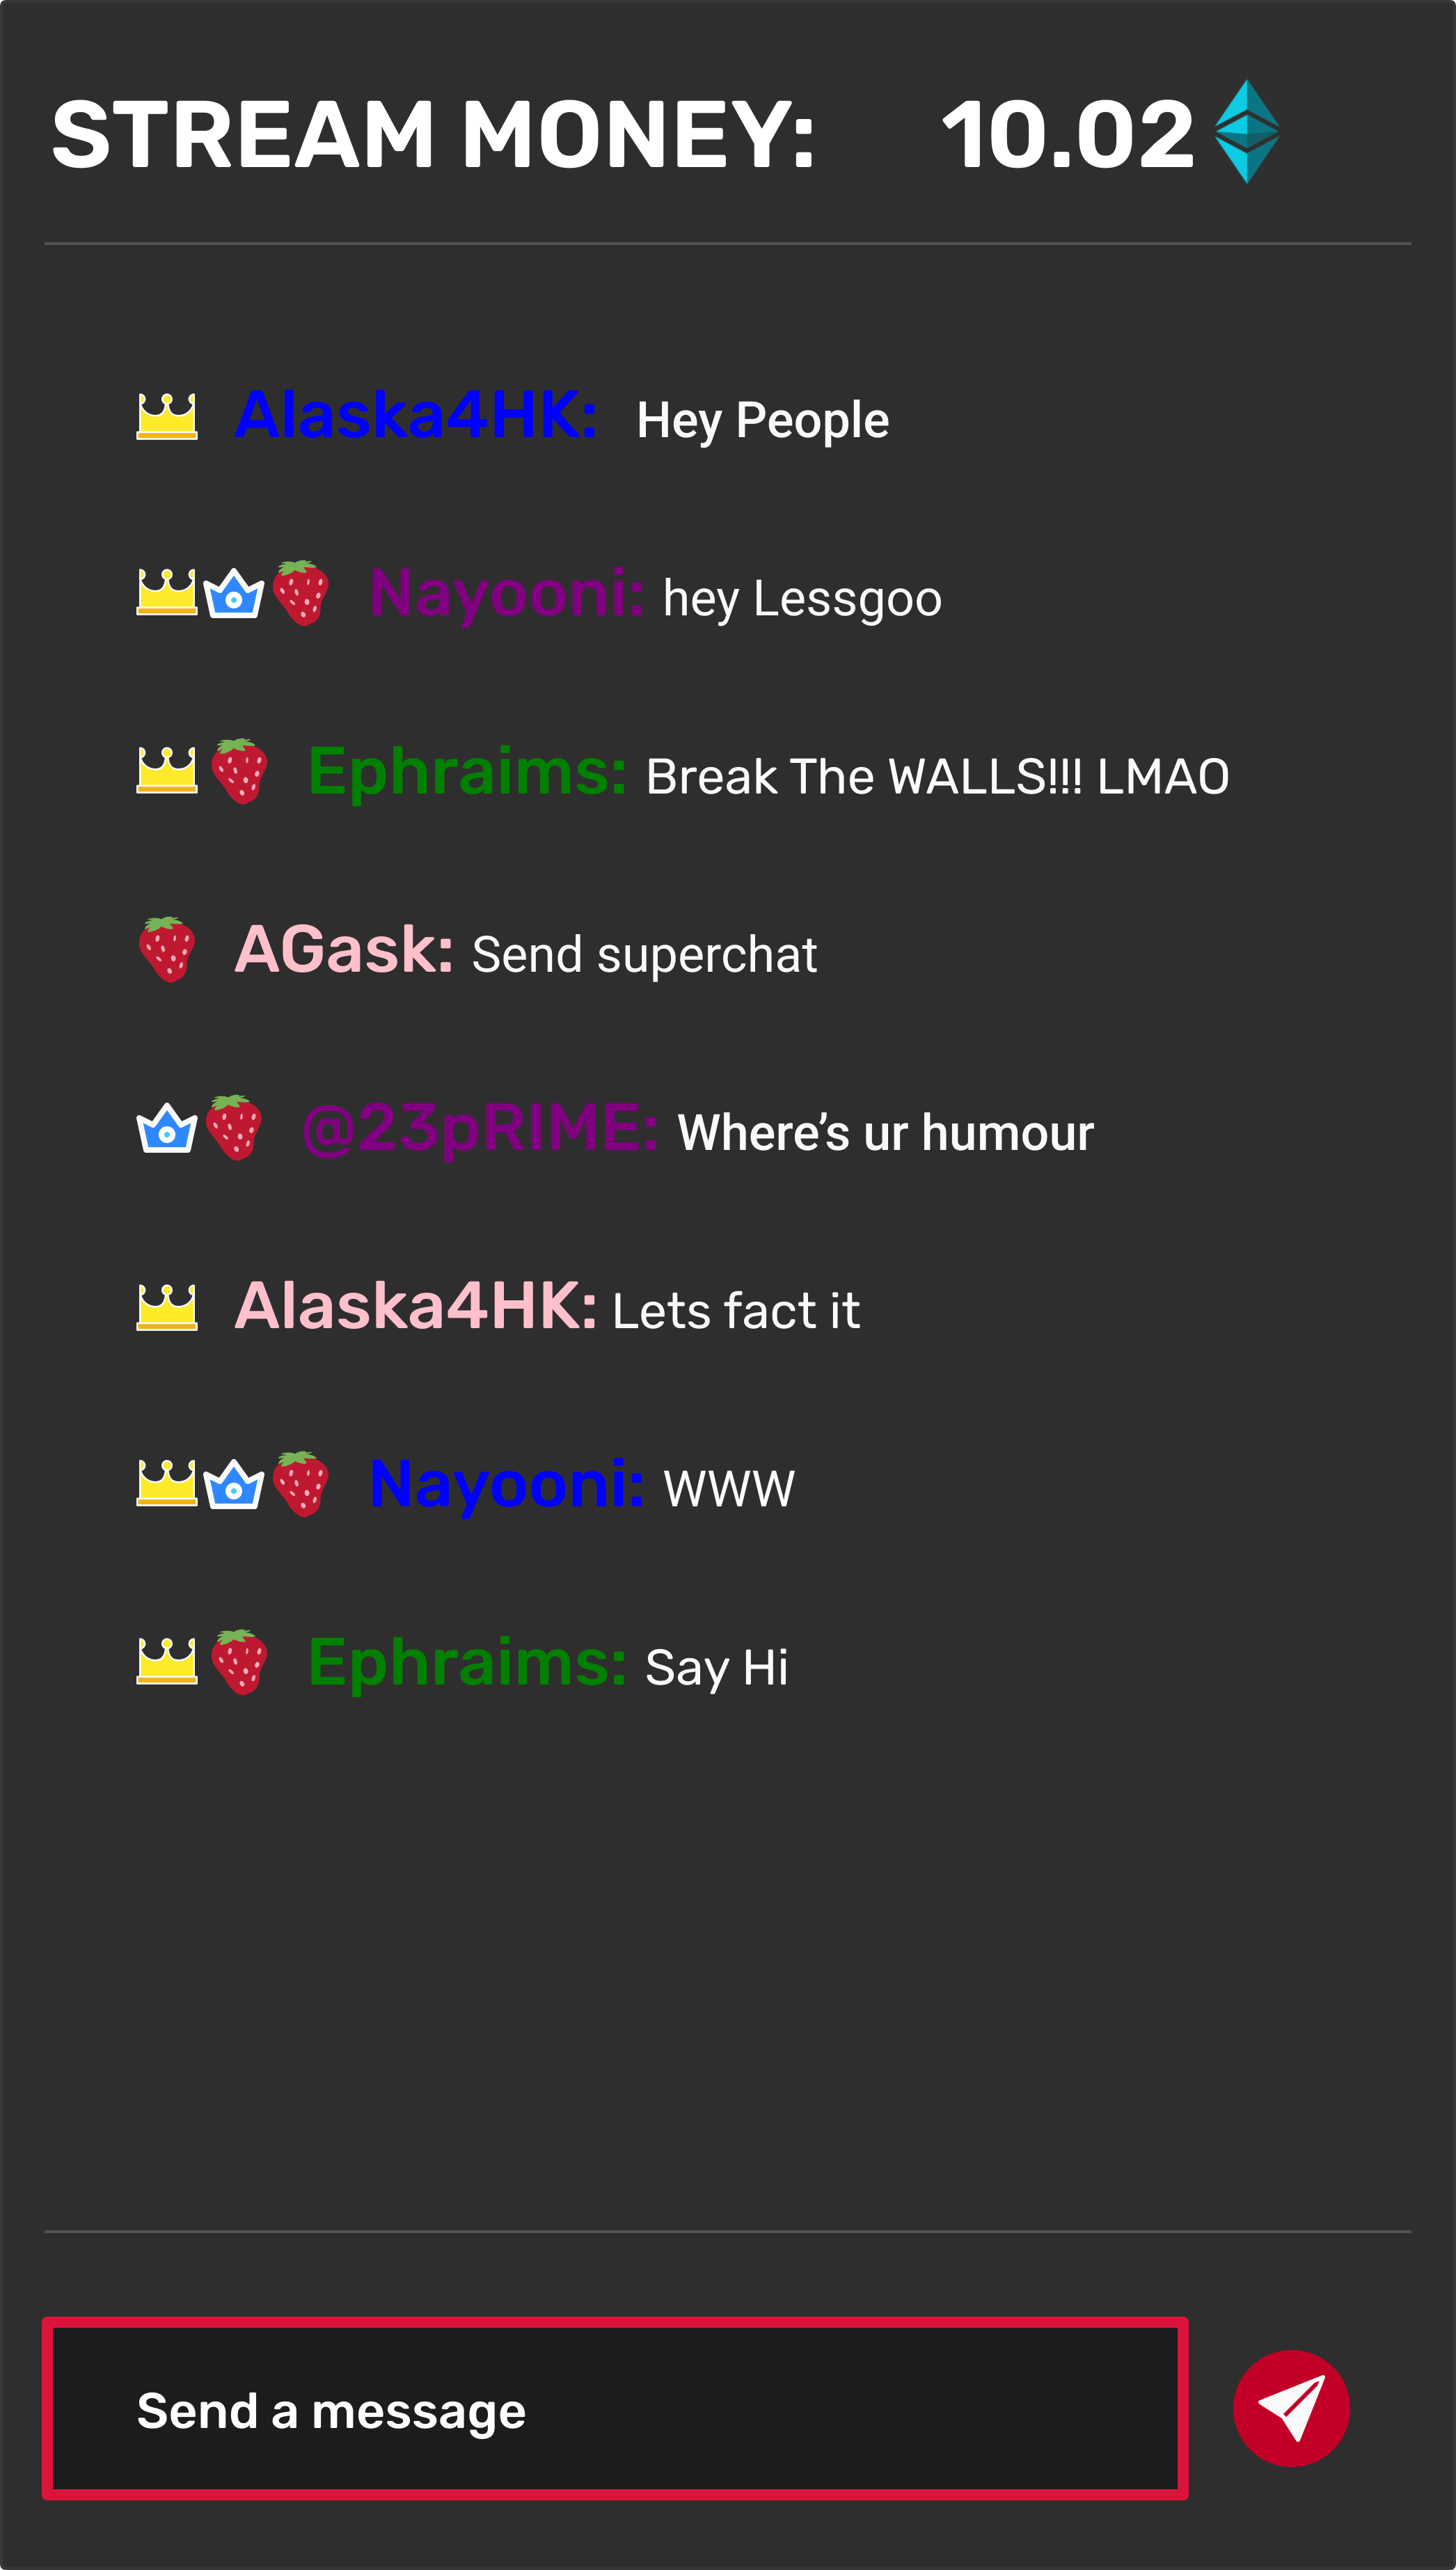 STREAM MONEY: 10.02
Alaska4HK: Hey People
Nayooni: hey Lessgoo
Ephraims: Break The WALLS!!! LMAO
AGask: Send superchat
@23pRIME: Where’s ur humour
Alaska4HK: Lets fact it
Nayooni: WWW
Ephraims: Say Hi
Send a message